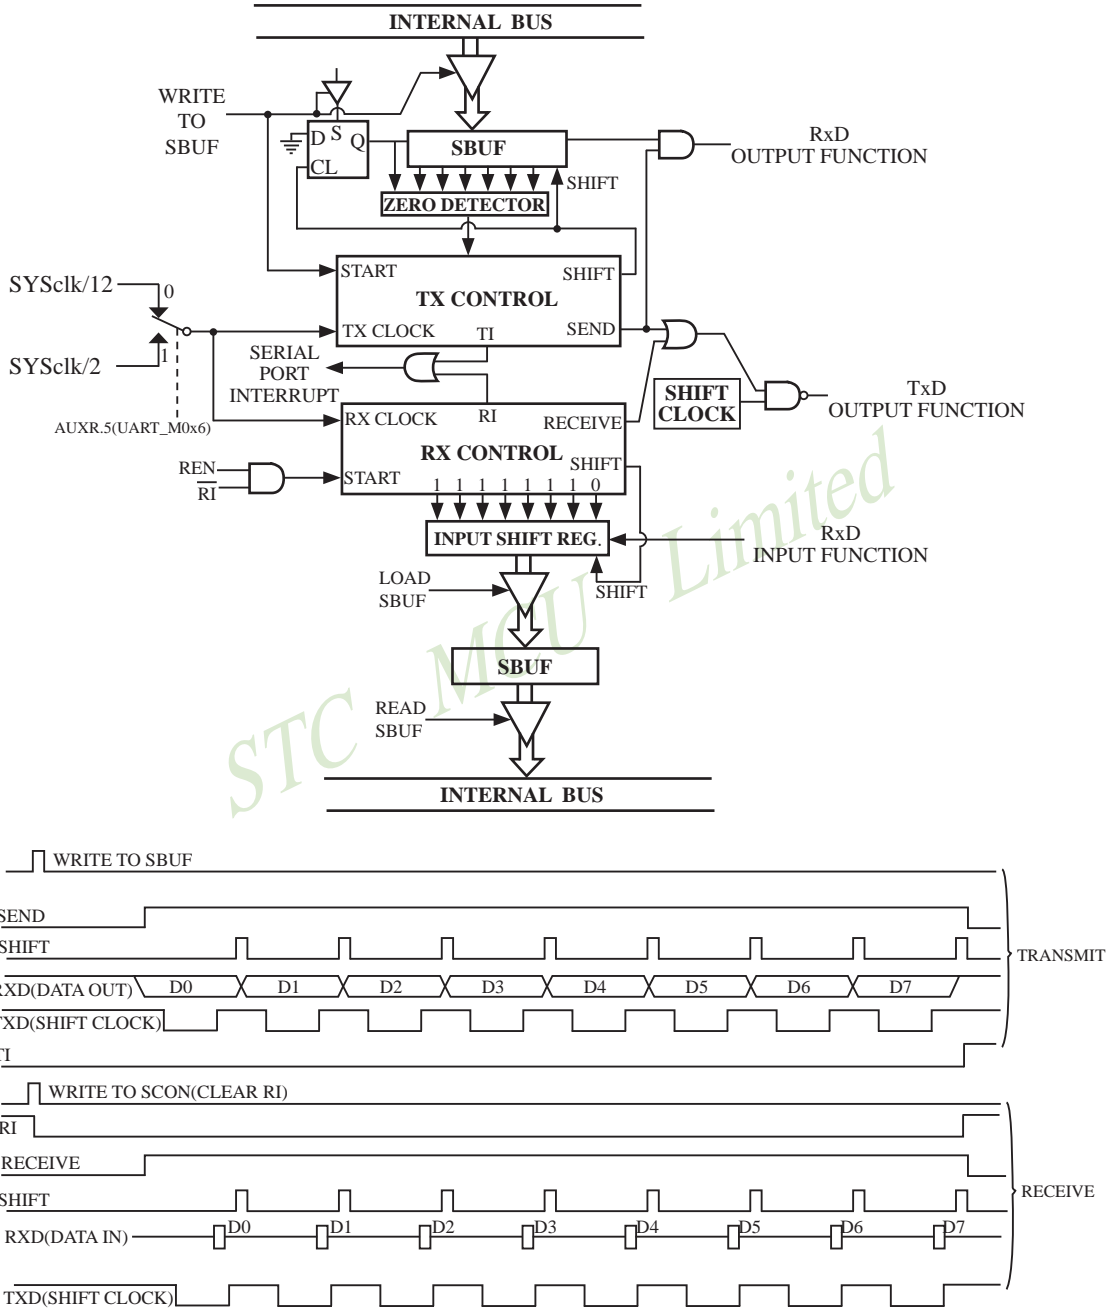 INTERNAL BUS
WRITE
TO
SBUF
D S Q
CL
SBUF
RxD
OUTPUT FUNCTION
SHIFT
ZERO DETECTOR
SYSclk/12
0
START
SHIFT
TX CONTROL
TX CLOCK
TI
SEND
SYSclk/2
1
SERIAL
PORT
INTERRUPT
SHIFT
CLOCK
TxD
OUTPUT FUNCTION
AUXR.5(UART_M0x6)
RX CLOCK
RI
RECEIVE
RX CONTROL
SHIFT
REN
RI
START
1 1 1 1 1 1 1 0
INPUT SHIFT REG.
RxD
INPUT FUNCTION
LOAD
SBUF
SHIFT
SBUF
READ
SBUF
INTERNAL BUS
STC MCU Limited
WRITE TO SBUF
SEND
SHIFT
RXD(DATA OUT) D0 D1 D2 D3 D4 D5 D6 D7
TXD(SHIFT CLOCK)
TI
TRANSMIT
WRITE TO SCON(CLEAR RI)
RI
RECEIVE
SHIFT
RXD(DATA IN) D0 D1 D2 D3 D4 D5 D6 D7
TXD(SHIFT CLOCK)
RECEIVE